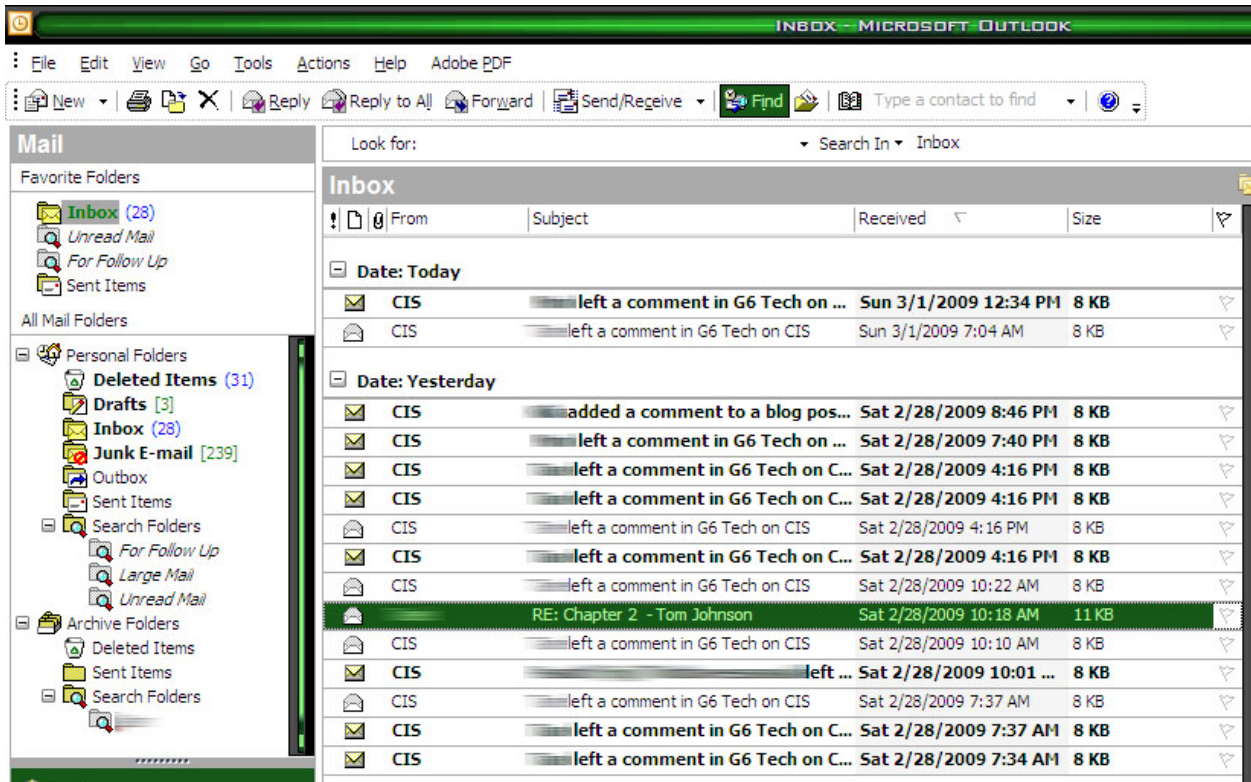 INBOX - MICROSOFT OUTLOOK
File Edit View Go Tools Actions Help Adobe PDF
New Reply Reply to All Forward Send/Receive Find Type a contact to find
Mail
Look for: Search In Inbox
Favorite Folders
Inbox (28)
Unread Mail
For Follow Up
Sent Items
All Mail Folders
Personal Folders
Deleted Items (31)
Drafts [3]
Inbox (28)
Junk E-mail [239]
Outbox
Sent Items
Search Folders
For Follow Up
Large Mail
Unread Mail
Archive Folders
Deleted Items
Sent Items
Search Folders
Inbox
From Subject Received Size
Date: Today
CIS left a comment in G6 Tech on ... Sun 3/1/2009 12:34 PM 8 KB
CIS left a comment in G6 Tech on CIS Sun 3/1/2009 7:04 AM 8 KB
Date: Yesterday
CIS added a comment to a blog pos... Sat 2/28/2009 8:46 PM 8 KB
CIS left a comment in G6 Tech on ... Sat 2/28/2009 7:40 PM 8 KB
CIS left a comment in G6 Tech on C... Sat 2/28/2009 4:16 PM 8 KB
CIS left a comment in G6 Tech on C... Sat 2/28/2009 4:16 PM 8 KB
CIS left a comment in G6 Tech on CIS Sat 2/28/2009 4:16 PM 8 KB
CIS left a comment in G6 Tech on C... Sat 2/28/2009 4:16 PM 8 KB
CIS left a comment in G6 Tech on CIS Sat 2/28/2009 10:22 AM 8 KB
RE: Chapter 2 - Tom Johnson Sat 2/28/2009 10:18 AM 11 KB
CIS left a comment in G6 Tech on CIS Sat 2/28/2009 10:10 AM 8 KB
CIS left ... Sat 2/28/2009 10:01 ... 8 KB
CIS left a comment in G6 Tech on CIS Sat 2/28/2009 7:37 AM 8 KB
CIS left a comment in G6 Tech on C... Sat 2/28/2009 7:37 AM 8 KB
CIS left a comment in G6 Tech on C... Sat 2/28/2009 7:34 AM 8 KB